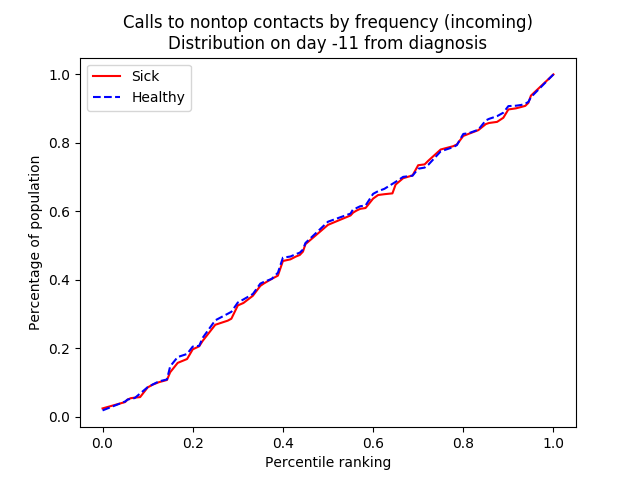 Calls to nontop contacts by frequency (incoming)
Distribution on day -11 from diagnosis
Sick
Healthy
Percentage of population
1.0
0.8
0.6
0.4
0.2
0.0
0.0 0.2 0.4 0.6 0.8 1.0
Percentile ranking